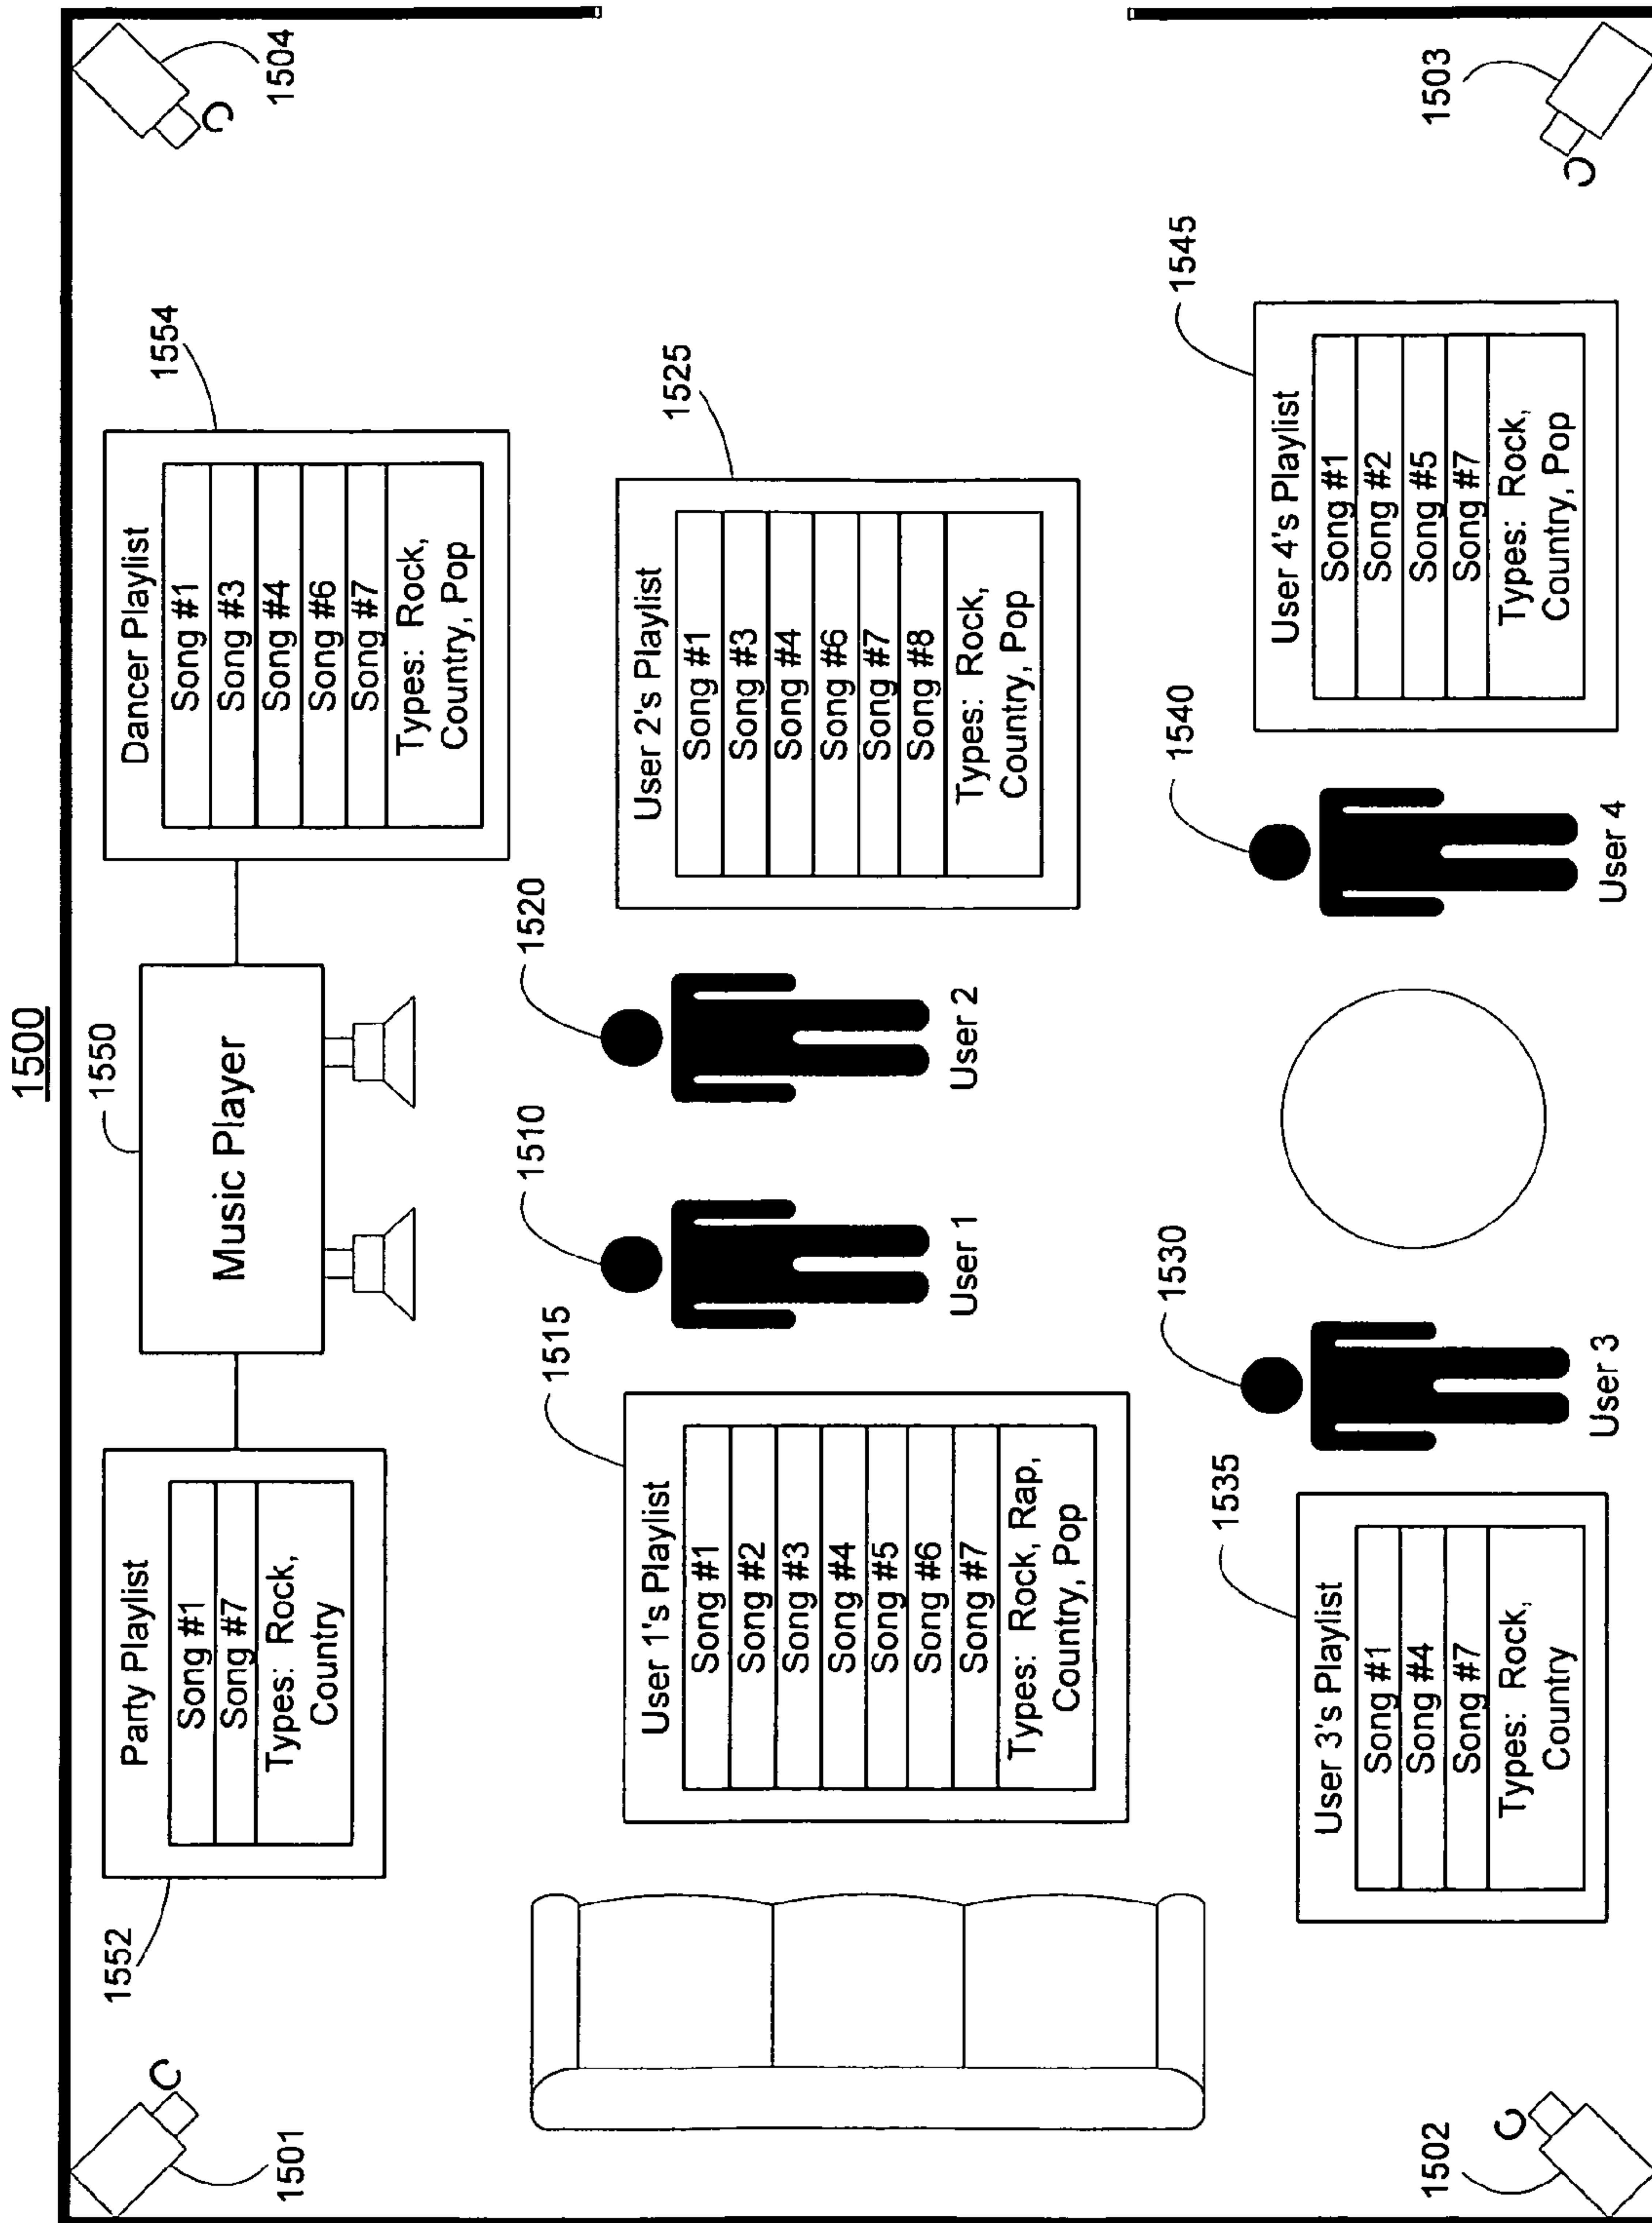 1500
1550
1552
1554
1501
1504
Party Playlist
Song #1
Song #7
Types: Rock,
Country
Music Player
Dancer Playlist
Song #1
Song #3
Song #4
Song #6
Song #7
Types: Rock,
Country, Pop
1515
1510
1520
1525
User 1's Playlist
Song #1
Song #2
Song #3
Song #4
Song #5
Song #6
Song #7
Types: Rock, Rap,
Country, Pop
User 1
User 2
User 2's Playlist
Song #1
Song #3
Song #4
Song #6
Song #7
Song #8
Types: Rock,
Country, Pop
1535
1530
1540
1545
User 3's Playlist
Song #1
Song #4
Song #7
Types: Rock,
Country
User 3
User 4
User 4's Playlist
Song #1
Song #2
Song #5
Song #7
Types: Rock,
Country, Pop
1502
1503